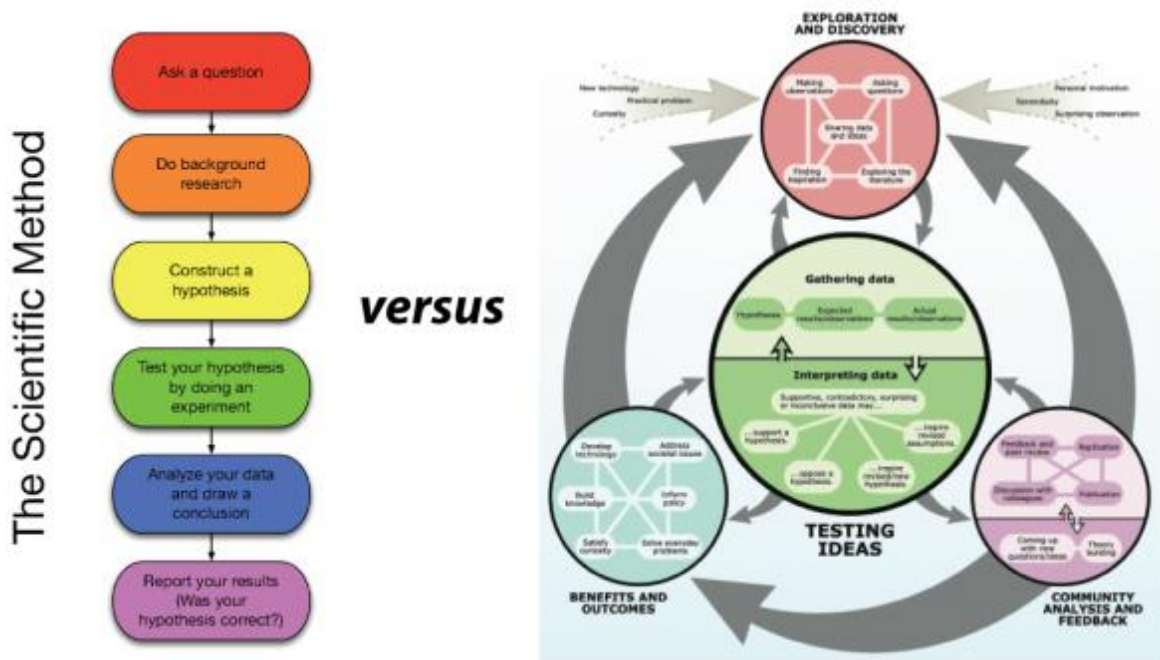 The Scientific Method
Ask a question
Do background
research
Construct a
hypothesis
Test your hypothesis
by doing an
experiment
Analyze your data
and draw a
conclusion
Report your results
(Was your
hypothesis correct?)
versus
EXPLORATION
AND DISCOVERY
New technology
Practical problem
Curiosity
Personal motivation
Serendipity
Surprising observation
Making
observations
Asking
questions
Sharing data
and ideas
Finding
inspiration
Exploring the
literature
Gathering data
Hypothesis
Expected
results/observations
Actual
results/observations
Interpreting data
Supportive, contradictory, surprising
or inconclusive data may...
...support a
hypothesis.
...oppose a
hypothesis.
...inspire
revised/new hypothesis.
...inspire
revised
assumptions.
TESTING
IDEAS
Develop
technology
Address
societal issues
Build
knowledge
Inform
policy
Satisfy
curiosity
Solve everyday
problems
BENEFITS AND
OUTCOMES
Feedback and
peer review
Replication
Discussion with
colleagues
Publication
Coming up
with new
questions/ideas
Theory
building
COMMUNITY
ANALYSIS AND
FEEDBACK